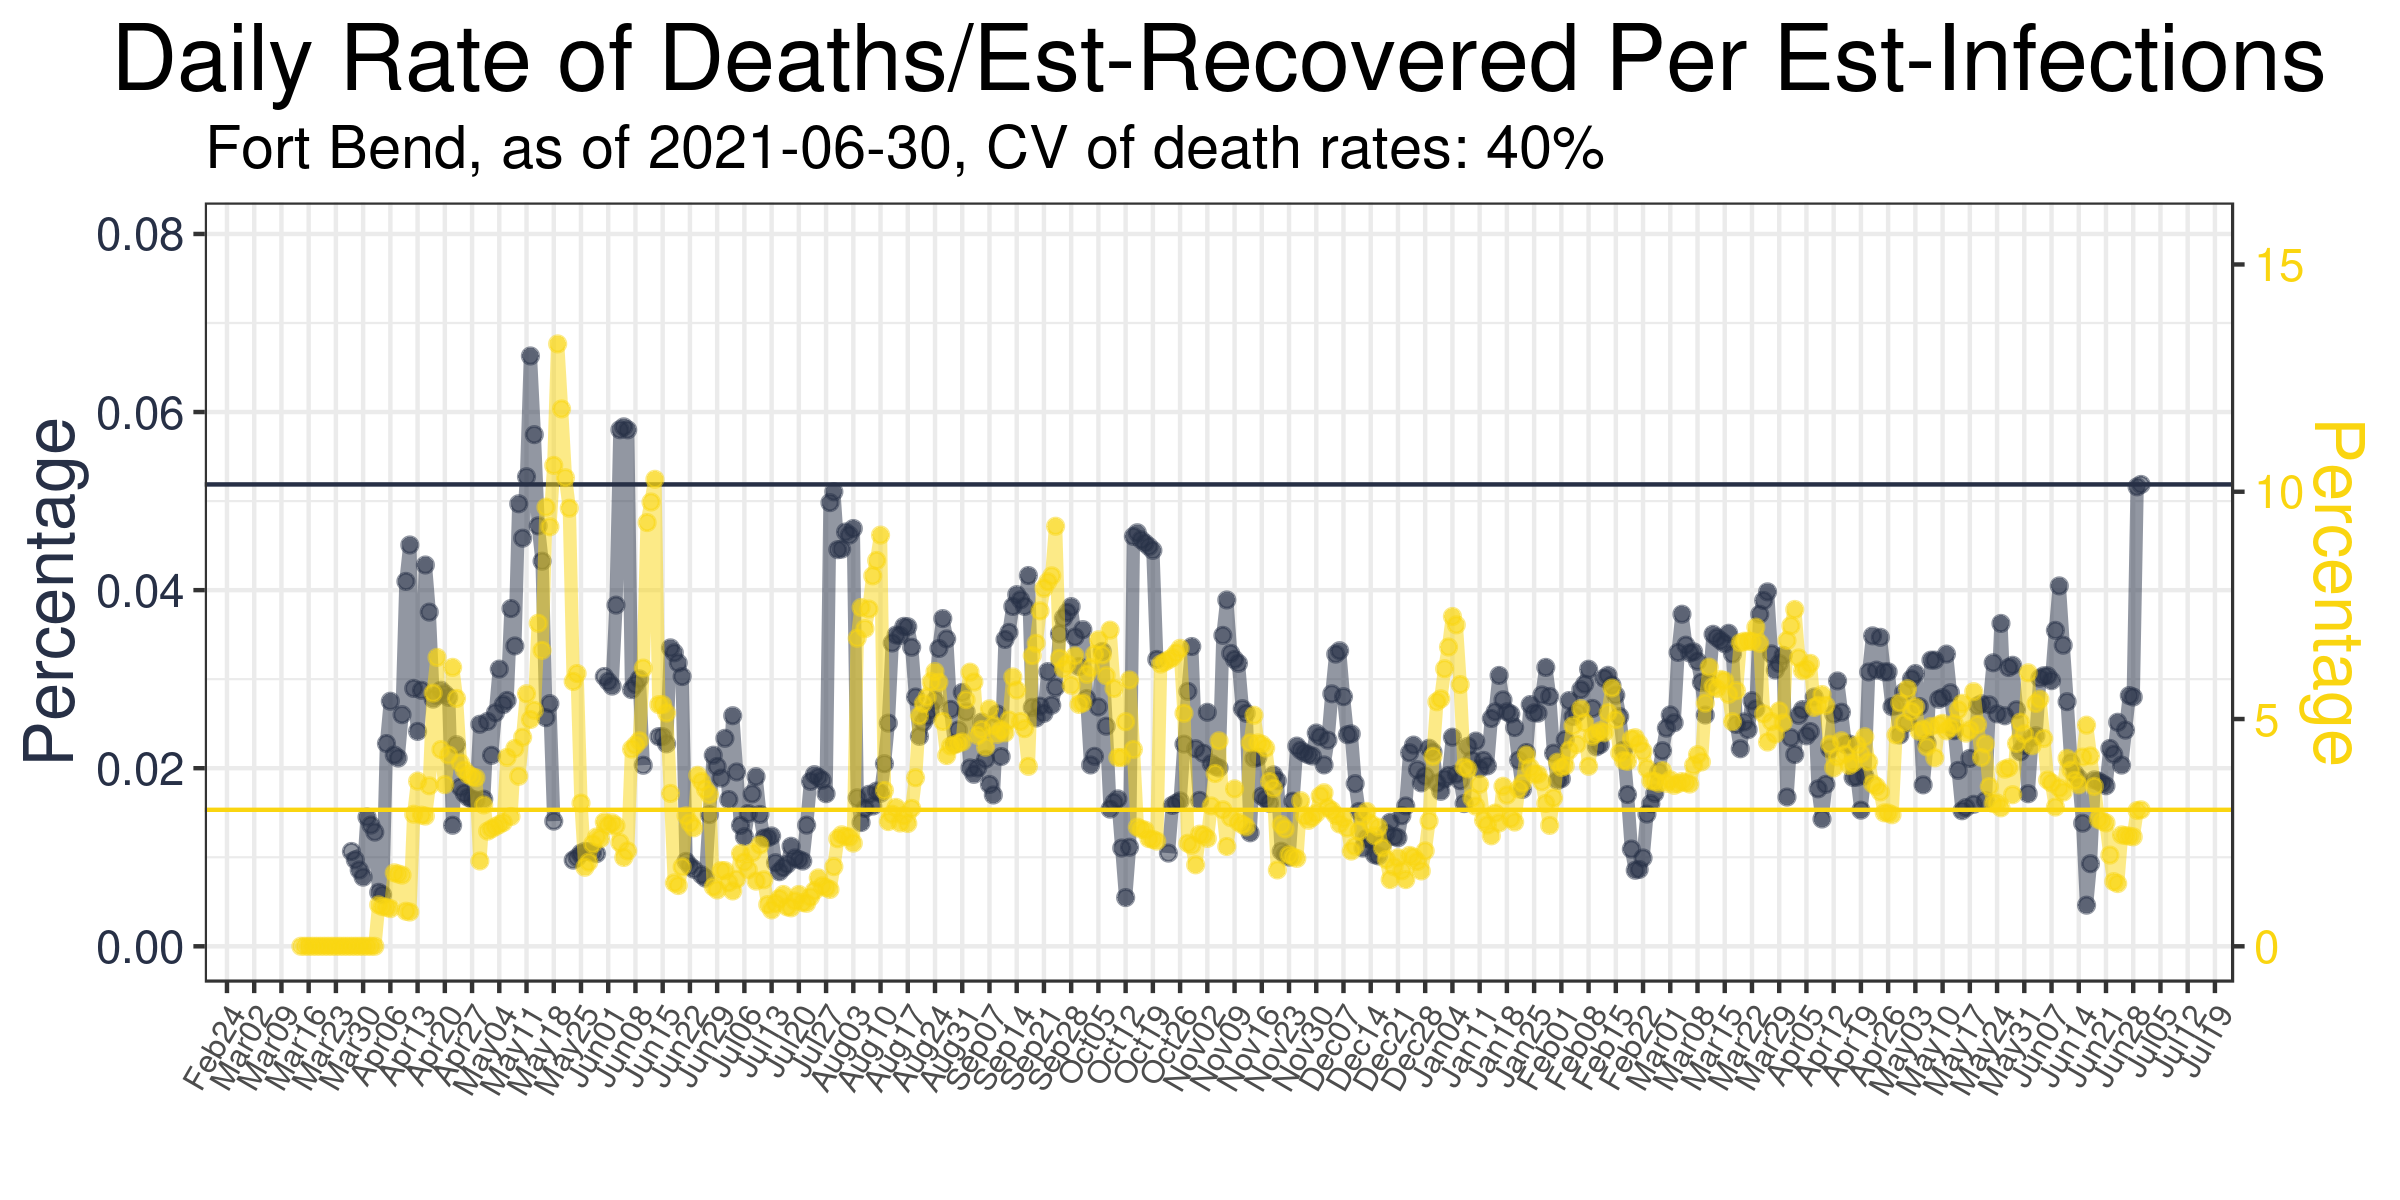 Daily Rate of Deaths/Est-Recovered Per Est-Infections
Fort Bend, as of 2021-06-30, CV of death rates: 40%
Percentage
0.08
0.06
0.04
0.02
0.00
15
10
5
0
Percentage
Feb24
Mar02
Mar09
Mar16
Mar23
Mar30
Apr06
Apr13
Apr20
Apr27
May04
May11
May18
May25
Jun01
Jun08
Jun15
Jun22
Jun29
Jul06
Jul13
Jul20
Jul27
Aug03
Aug10
Aug17
Aug24
Aug31
Sep07
Sep14
Sep21
Sep28
Oct05
Oct12
Oct19
Oct26
Nov02
Nov09
Nov16
Nov23
Nov30
Dec07
Dec14
Dec21
Dec28
Jan04
Jan11
Jan18
Jan25
Feb01
Feb08
Feb15
Feb22
Mar01
Mar08
Mar15
Mar22
Mar29
Apr05
Apr12
Apr19
Apr26
May03
May10
May17
May24
May31
Jun07
Jun14
Jun21
Jun28
Jul05
Jul12
Jul19